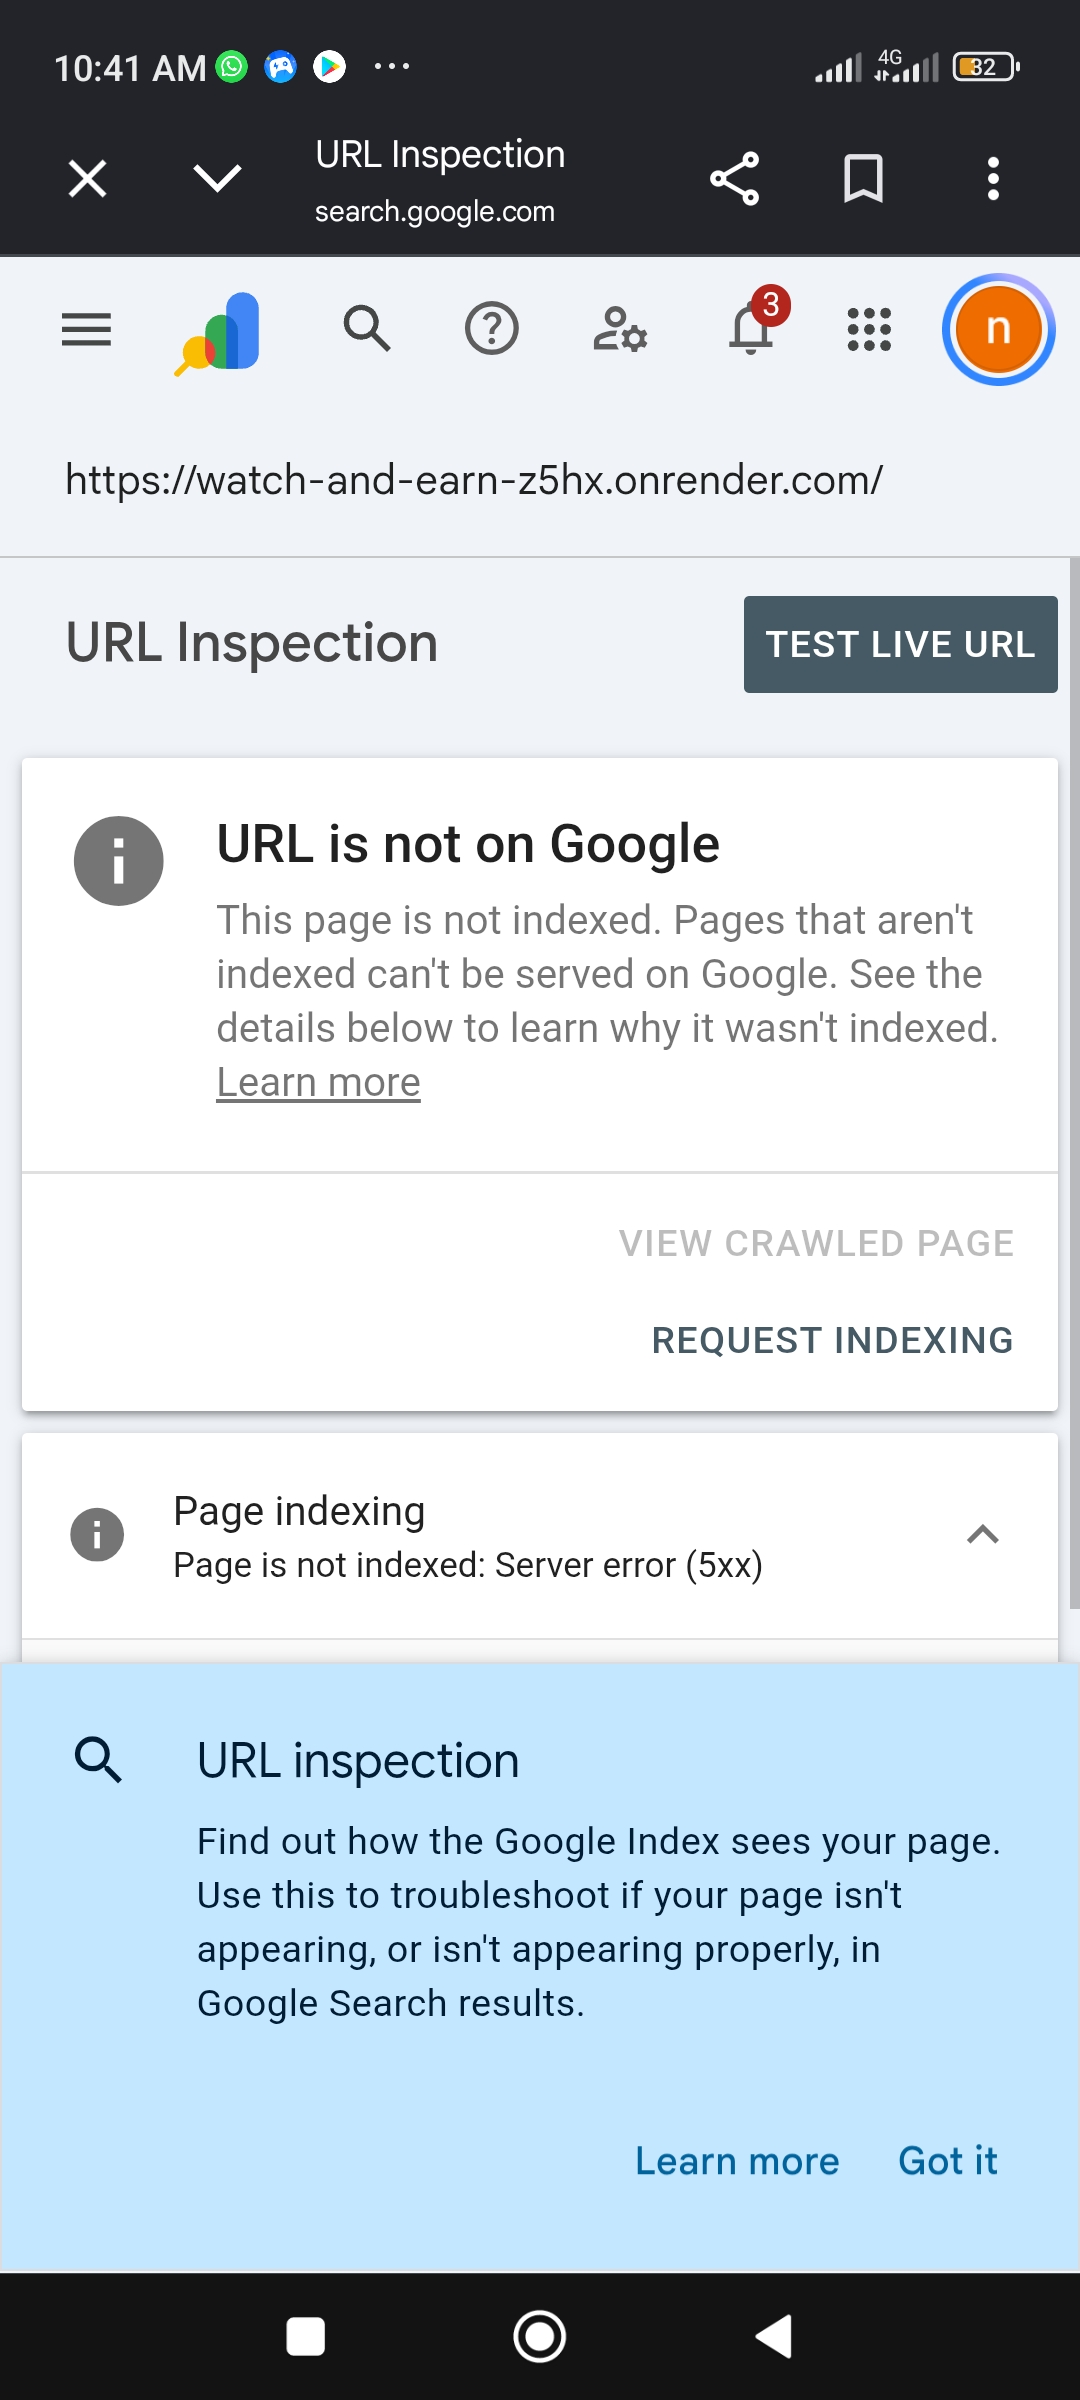 10:41 AM
4G
32
URL Inspection
search.google.com
3
n
https://watch-and-earn-z5hx.onrender.com/
URL Inspection
TEST LIVE URL
URL is not on Google
This page is not indexed. Pages that aren't
indexed can't be served on Google. See the
details below to learn why it wasn't indexed.
Learn more
VIEW CRAWLED PAGE
REQUEST INDEXING
Page indexing
Page is not indexed: Server error (5xx)
URL inspection
Find out how the Google Index sees your page.
Use this to troubleshoot if your page isn't
appearing, or isn't appearing properly, in
Google Search results.
Learn more
Got it